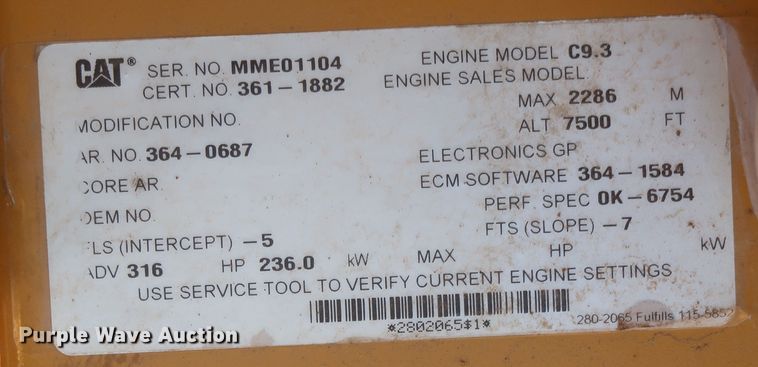 CAT® SER. NO. MME01104 ENGINE MODEL C9.3
CERT. NO. 361-1882 ENGINE SALES MODEL:
MAX 2286 M
MODIFICATION NO. ALT 7500 FT
AR. NO. 364-0687 ELECTRONICS GP
CORE AR. ECM SOFTWARE 364-1584
OEM NO. PERF. SPEC 0K-6754
FLS (INTERCEPT) -5 FTS (SLOPE) -7
ADV 316 HP 236.0 kW MAX HP kW
USE SERVICE TOOL TO VERIFY CURRENT ENGINE SETTINGS
*2802065$1*
280-2065 Fulfills 115-5852
Purple Wave Auction